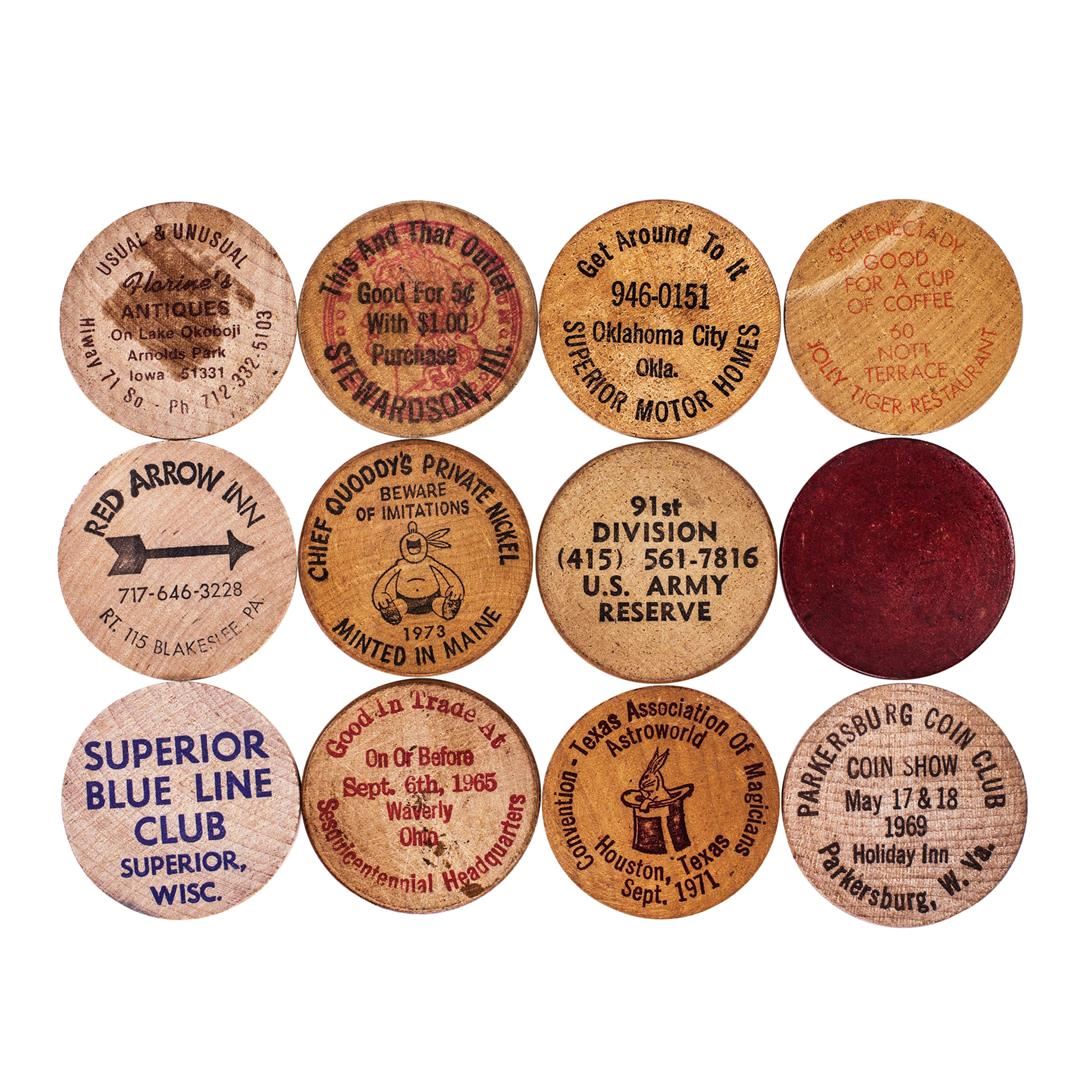 USUAL & UNUSUAL
Florine's
ANTIQUES
On Lake Okoboji
Arnolds Park
Iowa 51331
Hiway 71 So. - Ph. 712-332-5103
This And That Outlet
Good For 5¢
With $1.00
Purchase
STEWARDSON, Ill.
Get Around To It
946-0151
Oklahoma City
Okla.
SUPERIOR MOTOR HOMES
SCHENECTADY
GOOD
FOR A CUP
OF COFFEE
60
NOTT
TERRACE
JOLLY TIGER RESTAURANT
RED ARROW INN
717-646-3228
RT. 115 BLAKESLEE, PA.
CHIEF QUODDY'S PRIVATE NICKEL
BEWARE
OF IMITATIONS
1973
MINTED IN MAINE
91st
DIVISION
(415) 561-7816
U.S. ARMY
RESERVE
SUPERIOR
BLUE LINE
CLUB
SUPERIOR,
WISC.
Good In Trade At
On Or Before
Sept. 6th, 1965
Waverly
Ohio
Sesquicentennial Headquarters
Convention - Texas Association Of Magicians
Astroworld
Houston, Texas
Sept. 1971
PARKERSBURG COIN CLUB
COIN SHOW
May 17 & 18
1969
Holiday Inn
Parkersburg, W. Va.